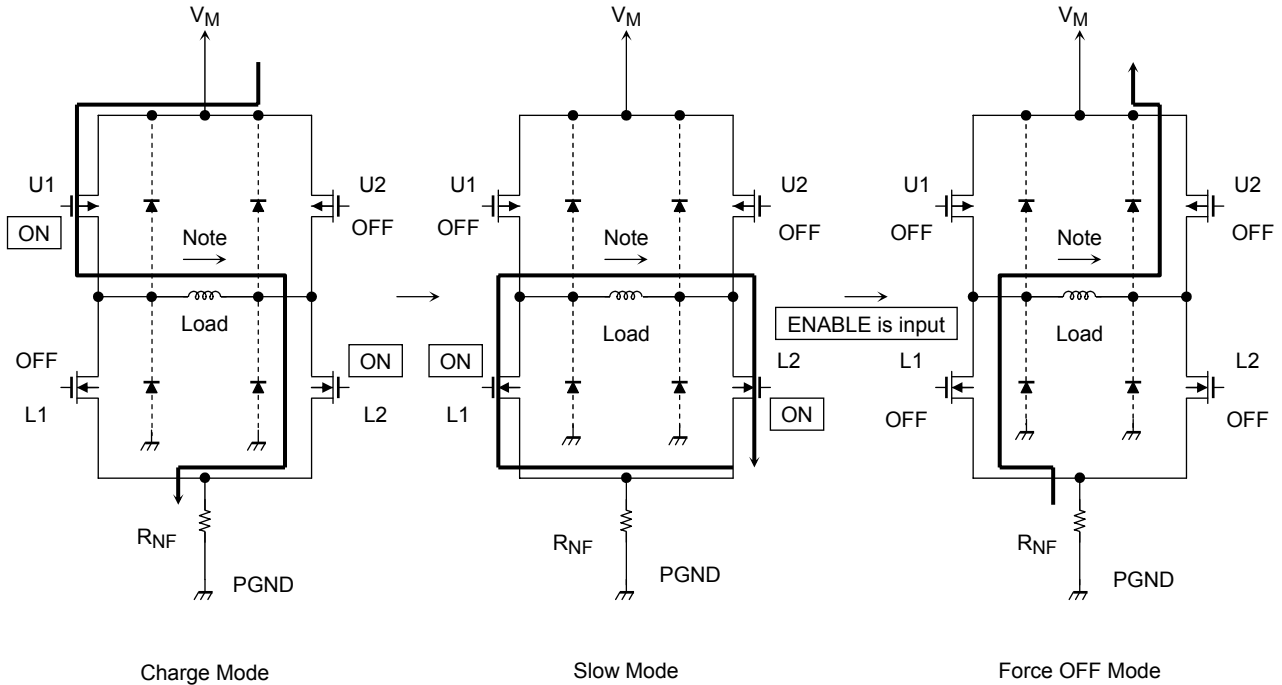 VM
U1
ON
U2
OFF
Note
Load
OFF
L1
ON
L2
RNF
PGND
Charge Mode
U1
OFF
U2
OFF
Note
Load
ON
L1
L2
ON
RNF
PGND
Slow Mode
ENABLE is input
VM
U1
OFF
U2
OFF
Note
Load
L1
OFF
L2
OFF
RNF
PGND
Force OFF Mode